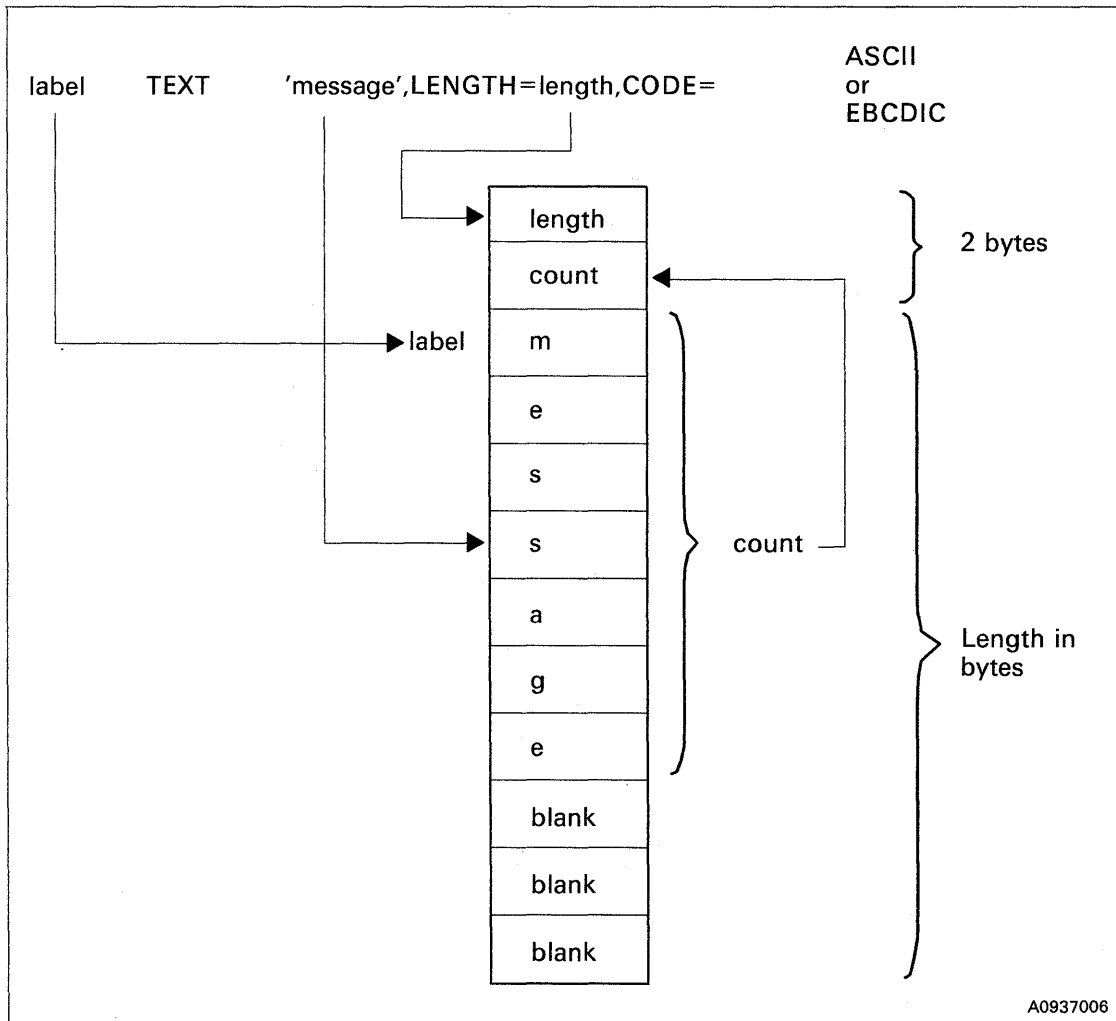 label TEXT 'message',LENGTH=length,CODE= ASCII
or
EBCDIC
length
2 bytes
count
label m
e
s
s
count
a
Length in
bytes
g
e
blank
blank
blank
A0937006